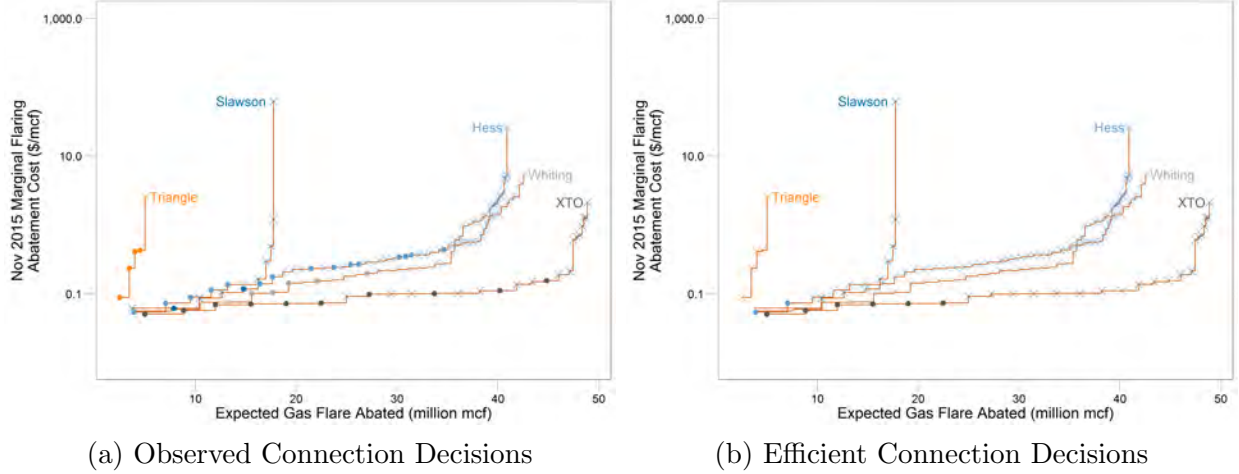 Nov 2015 Marginal Flaring
Abatement Cost ($/mcf)
1,000.0
10.0
0.1
Slawson
Triangle
Hess
Whiting
XTO
10 20 30 40 50
Expected Gas Flare Abated (million mcf)
(a) Observed Connection Decisions
Nov 2015 Marginal Flaring
Abatement Cost ($/mcf)
1,000.0
10.0
0.1
Slawson
Triangle
Hess
Whiting
XTO
10 20 30 40 50
Expected Gas Flare Abated (million mcf)
(b) Efficient Connection Decisions